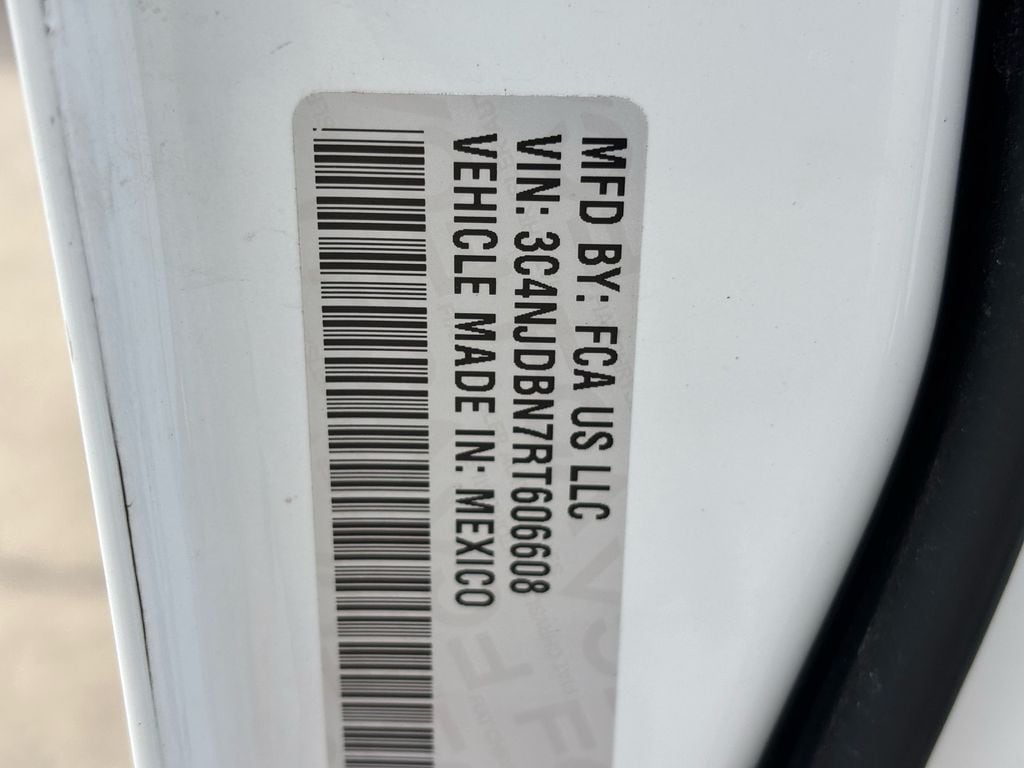 MFD BY: FCA US LLC
VIN: 3C4NJDBN7RT606608
VEHICLE MADE IN: MEXICO